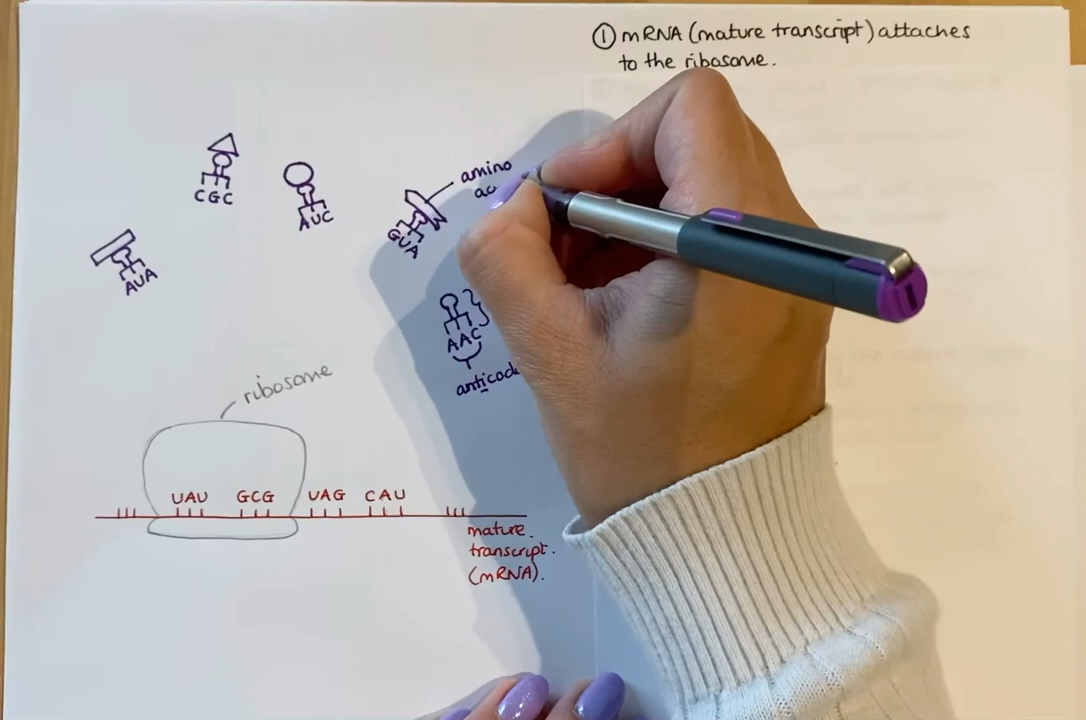 ① mRNA (mature transcript) attaches
to the ribosome.
amino
CGC
AUC
GUA
AUA
AAC
ribosome
UAU GCG UAG CAU
mature
transcript.
(mRNA).